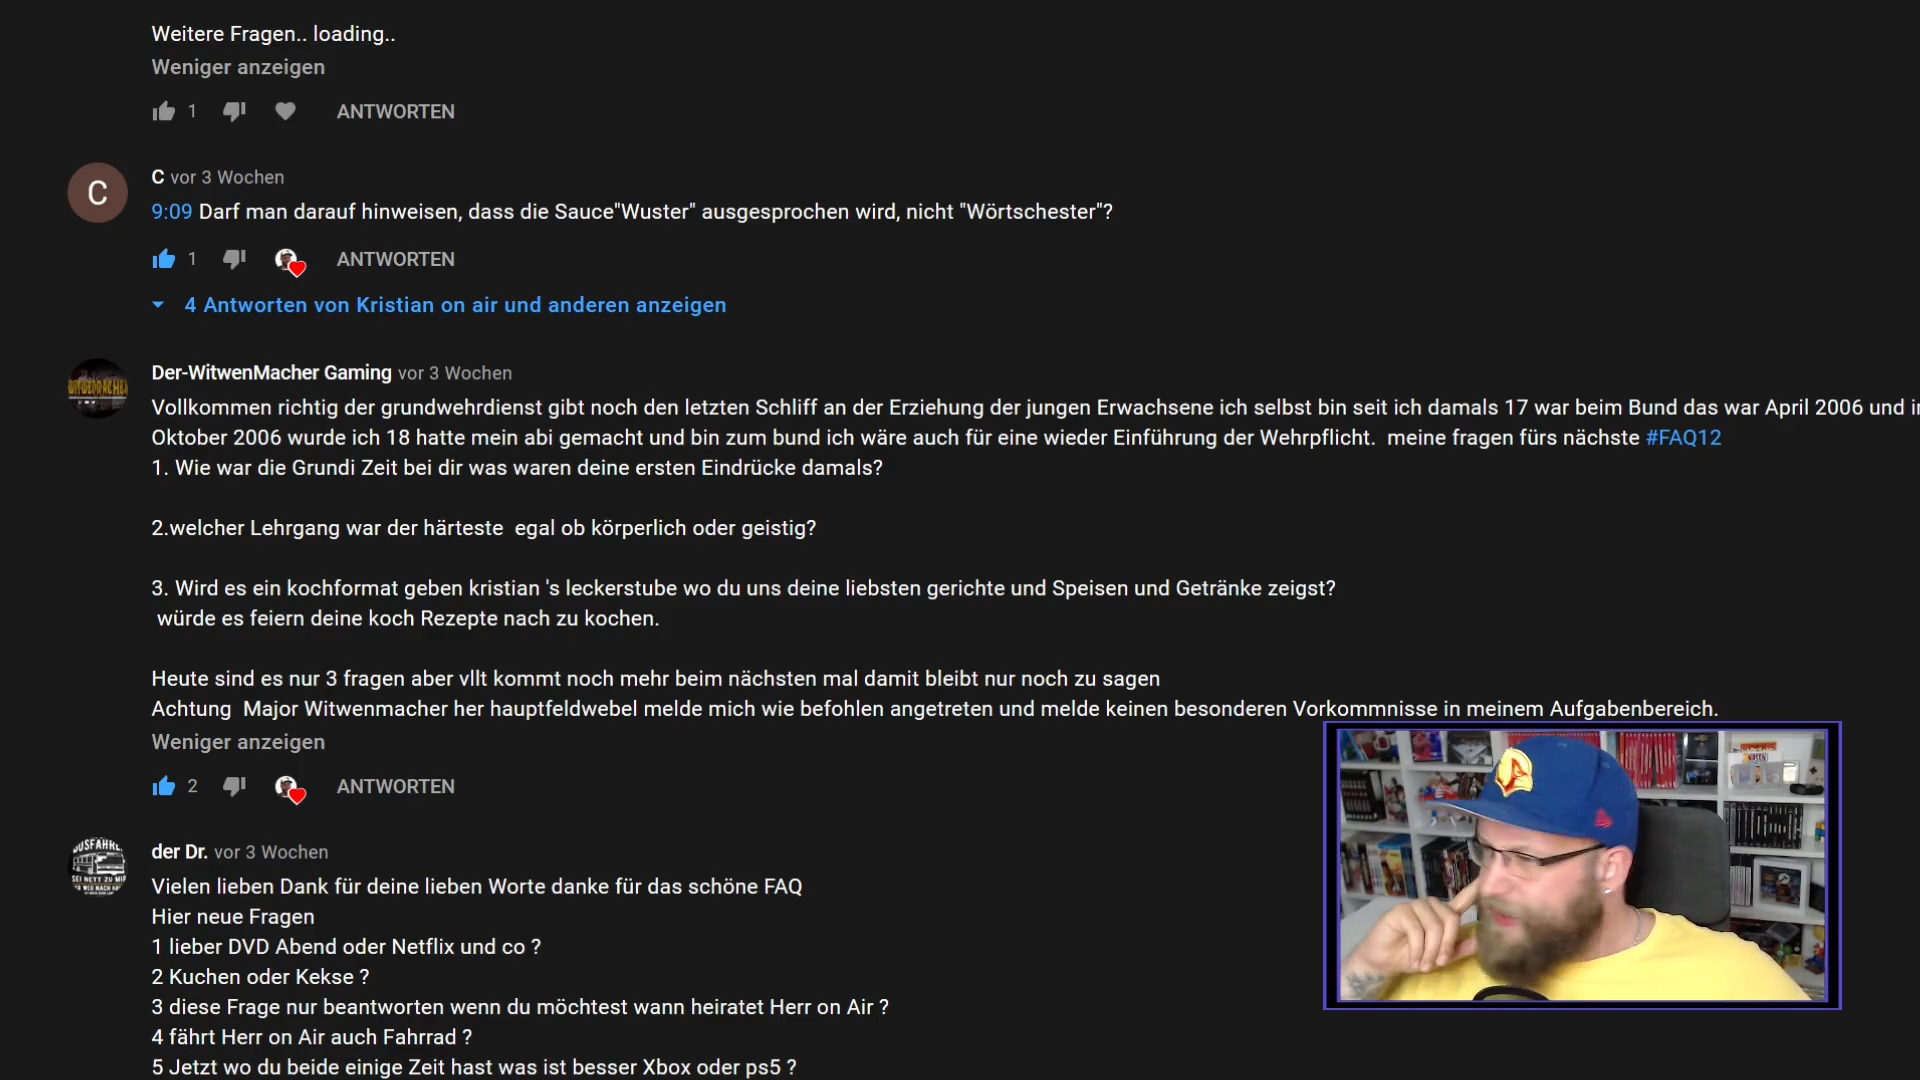 Weitere Fragen.. loading..
Weniger anzeigen
1 ANTWORTEN
C
C vor 3 Wochen
9:09 Darf man darauf hinweisen, dass die Sauce"Wuster" ausgesprochen wird, nicht "Wörtschester"?
1 ANTWORTEN
4 Antworten von Kristian on air und anderen anzeigen
Der-WitwenMacher Gaming vor 3 Wochen
Vollkommen richtig der grundwehrdienst gibt noch den letzten Schliff an der Erziehung der jungen Erwachsene ich selbst bin seit ich damals 17 war beim Bund das war April 2006 und
Oktober 2006 wurde ich 18 hatte mein abi gemacht und bin zum bund ich wäre auch für eine wieder Einführung der Wehrpflicht.  meine fragen fürs nächste #FAQ12
1. Wie war die Grundi Zeit bei dir was waren deine ersten Eindrücke damals?
2.welcher Lehrgang war der härteste  egal ob körperlich oder geistig?
3. Wird es ein kochformat geben kristian 's leckerstube wo du uns deine liebsten gerichte und Speisen und Getränke zeigst?
würde es feiern deine koch Rezepte nach zu kochen.
Heute sind es nur 3 fragen aber vllt kommt noch mehr beim nächsten mal damit bleibt nur noch zu sagen
Achtung  Major Witwenmacher her hauptfeldwebel melde mich wie befohlen angetreten und melde keinen besonderen Vorkommnisse in meinem Aufgabenbereich.
Weniger anzeigen
2 ANTWORTEN
der Dr. vor 3 Wochen
Vielen lieben Dank für deine lieben Worte danke für das schöne FAQ
Hier neue Fragen
1 lieber DVD Abend oder Netflix und co ?
2 Kuchen oder Kekse ?
3 diese Frage nur beantworten wenn du möchtest wann heiratet Herr on Air ?
4 fährt Herr on Air auch Fahrrad ?
5 Jetzt wo du beide einige Zeit hast was ist besser Xbox oder ps5 ?